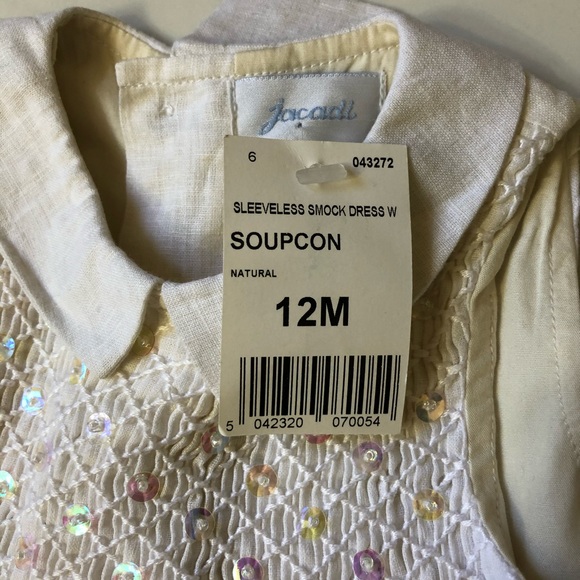 jacadi
6 043272
SLEEVELESS SMOCK DRESS W
SOUPCON
NATURAL
12M
5 042320 070054